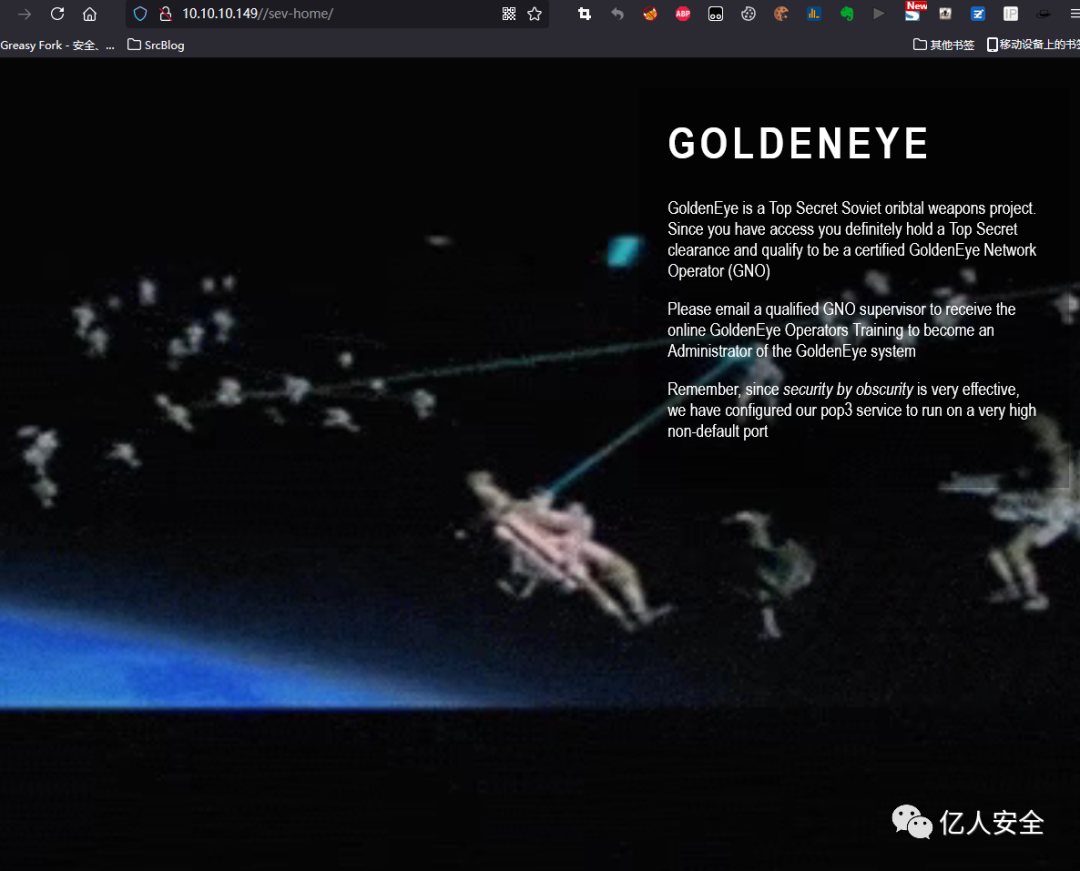 10.10.10.149//sev-home/
New
ABP
IP
Greasy Fork - 安全、...
SrcBlog
其他书签
移动设备上的书签
GOLDENEYE
GoldenEye is a Top Secret Soviet oribtal weapons project.
Since you have access you definitely hold a Top Secret
clearance and qualify to be a certified GoldenEye Network
Operator (GNO)
Please email a qualified GNO supervisor to receive the
online GoldenEye Operators Training to become an
Administrator of the GoldenEye system
Remember, since security by obscurity is very effective,
we have configured our pop3 service to run on a very high
non-default port
亿人安全